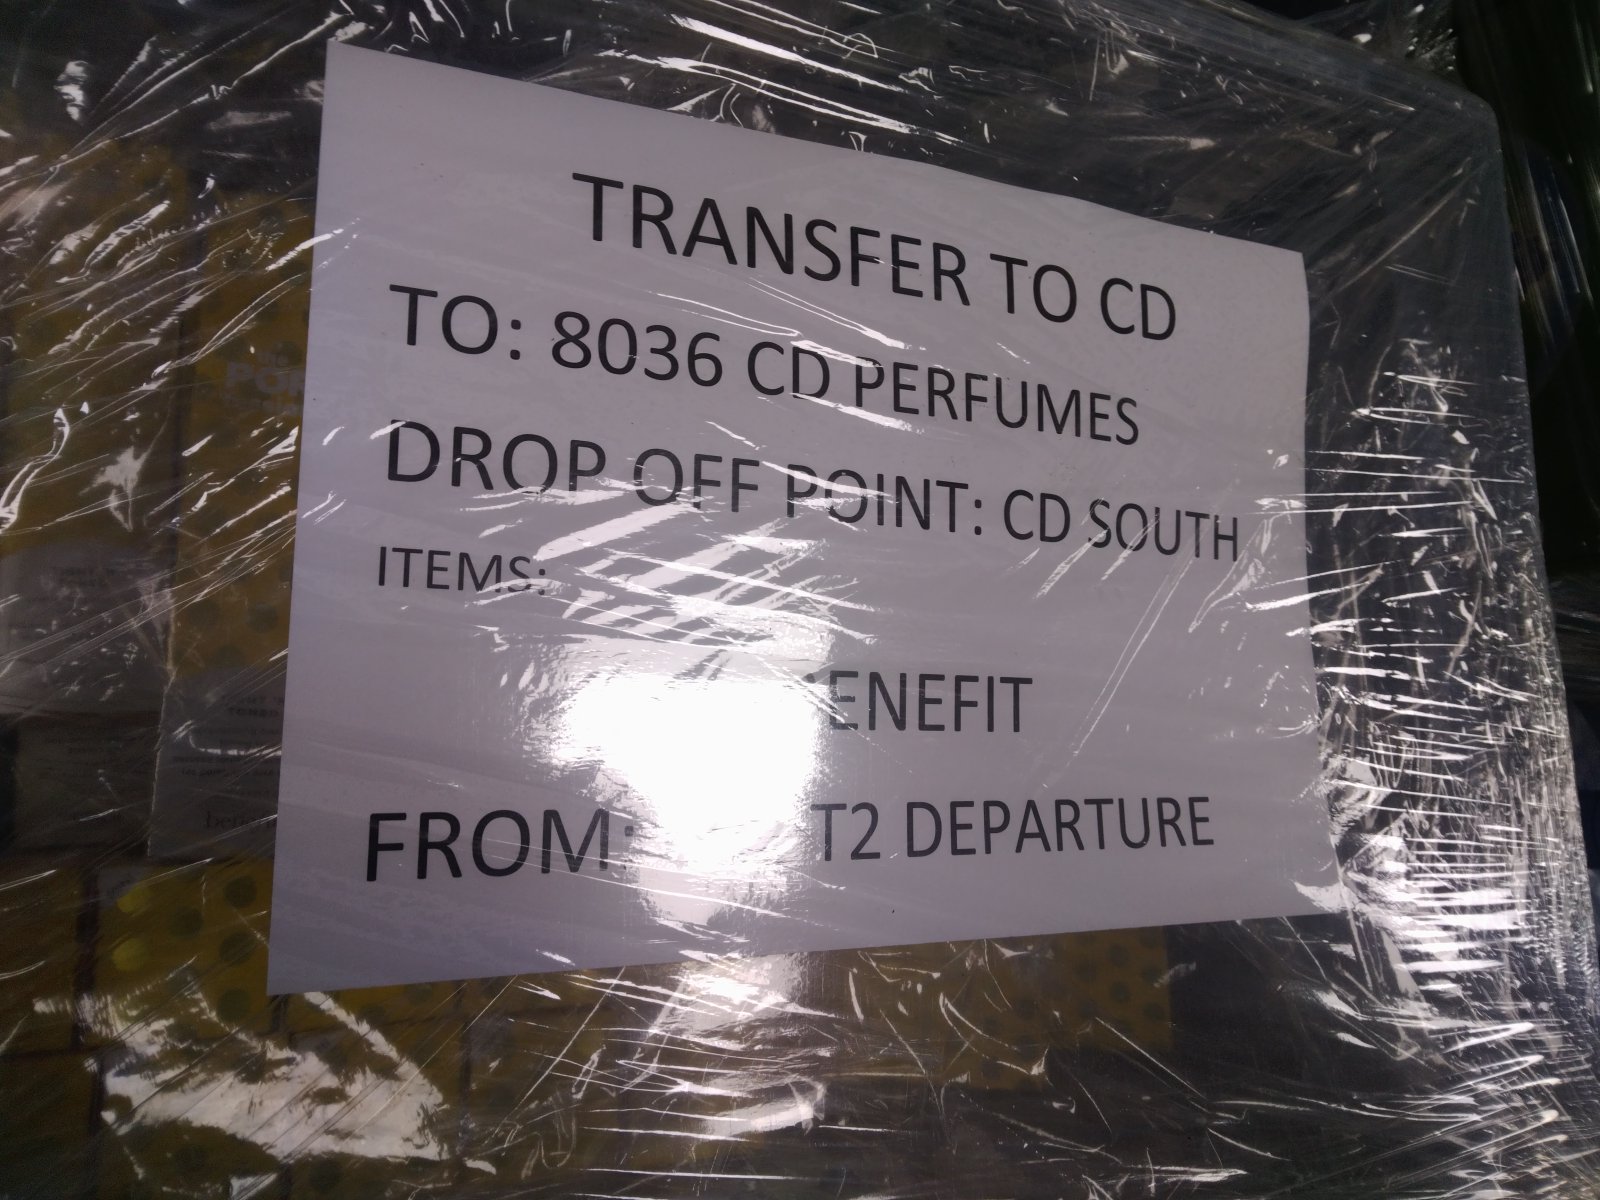 TRANSFER TO CD
TO: 8036 CD PERFUMES
DROP OFF POINT: CD SOUTH
ITEMS:
ENEFIT
FROM: T2 DEPARTURE